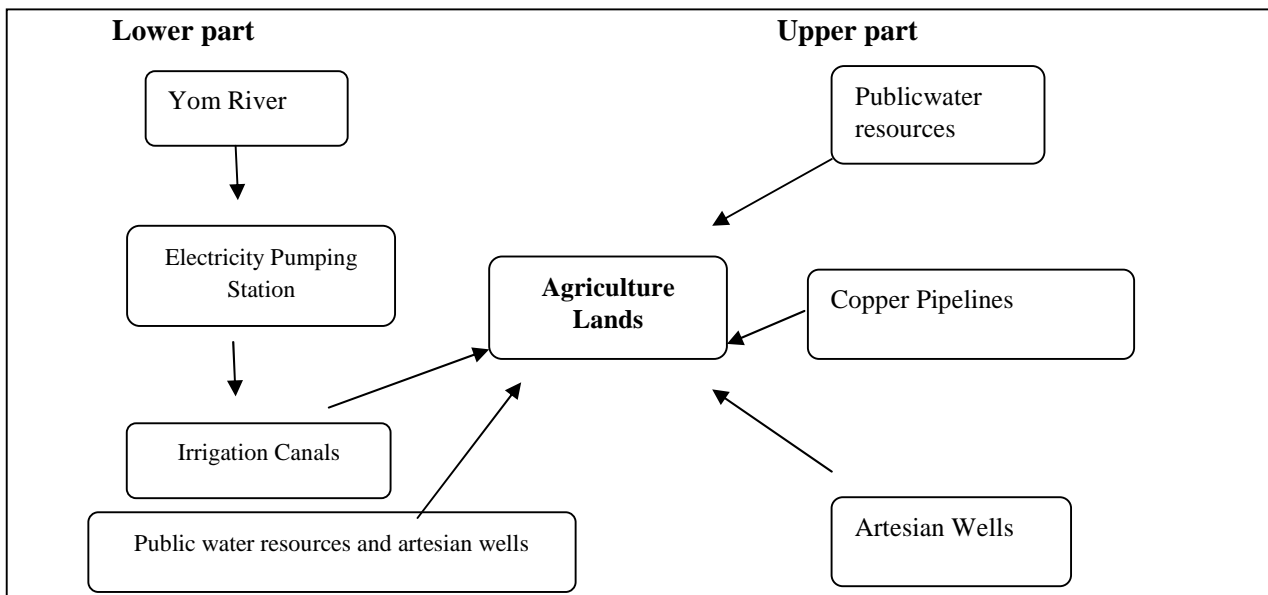 Lower part
Upper part
Yom River
Publicwater
resources
Electricity Pumping
Station
Agriculture
Lands
Copper Pipelines
Irrigation Canals
Public water resources and artesian wells
Artesian Wells